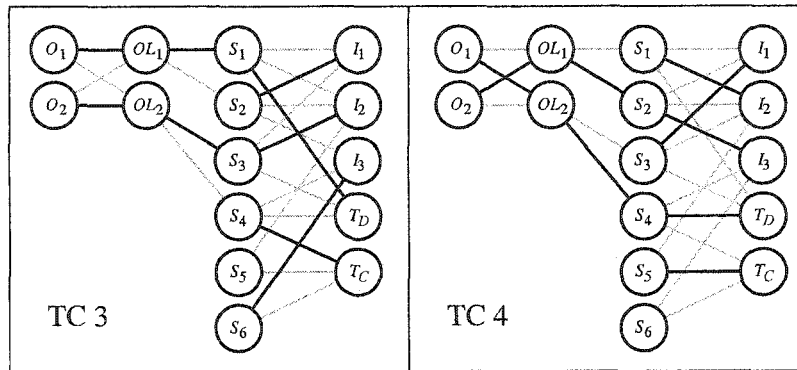 O1 OL1 S1 I1
O2 OL2 S2 I2
S3 I3
S4 TD
S5 TC
S6
TC 3
O1 OL1 S1 I1
O2 OL2 S2 I2
S3 I3
S4 TD
S5 TC
S6
TC 4